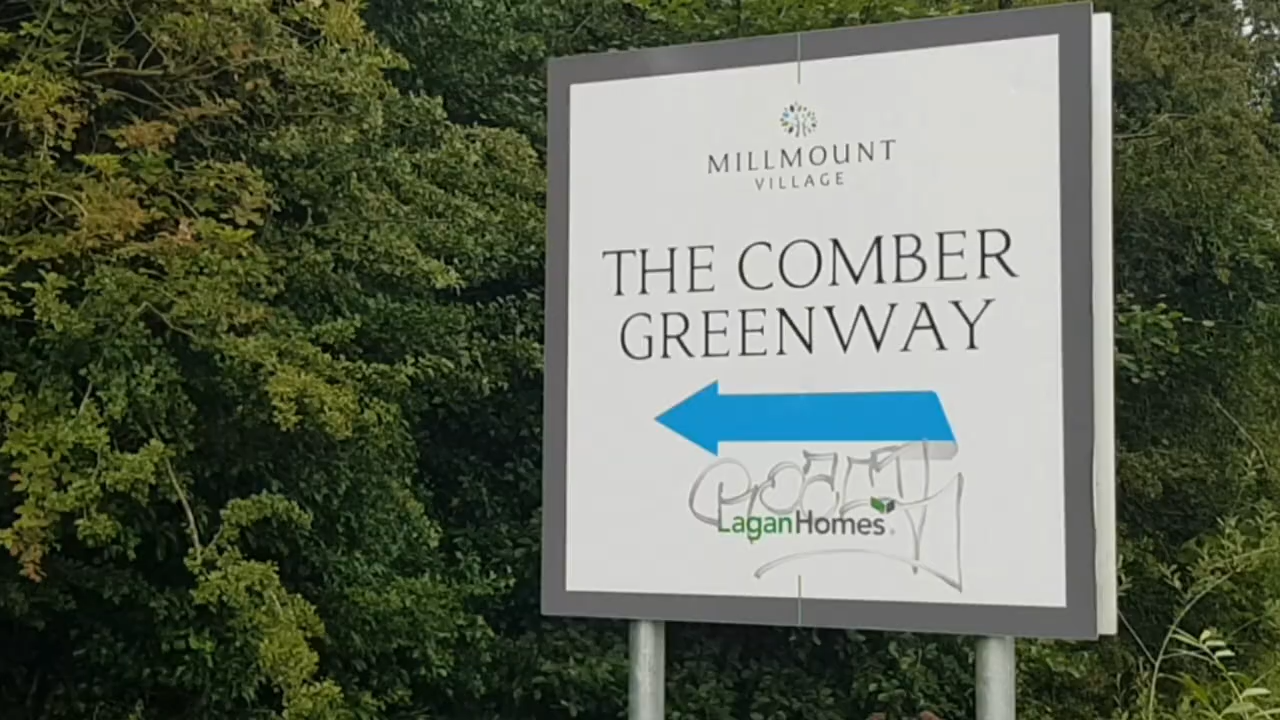 MILLMOUNT
VILLAGE
THE COMBER
GREENWAY
LaganHomes